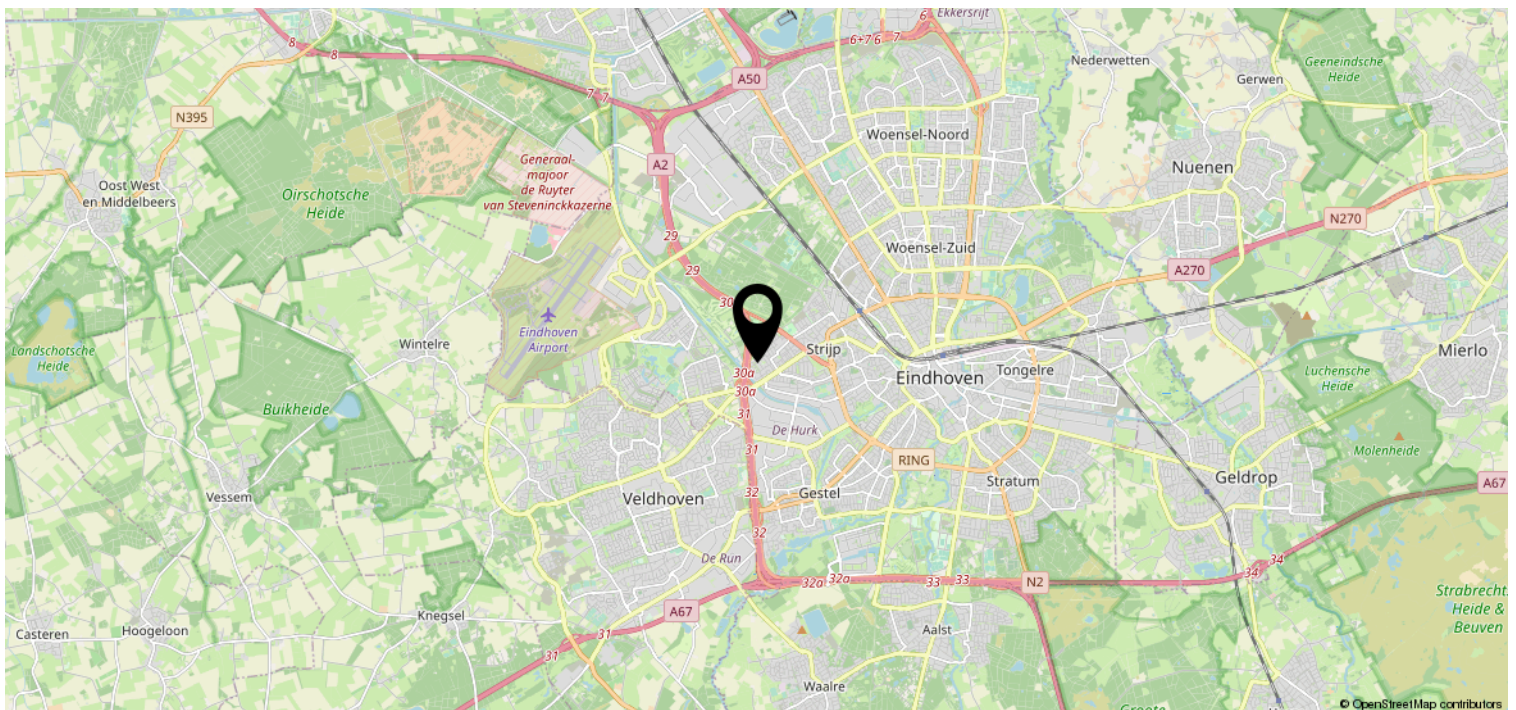 Ekkersrijt
6
8
6+7 6
7
8
Nederwetten
Geeneindsche
Heide
A50
Gerwen
7
7
N395
Woensel-Noord
Generaal-
majoor
de Ruyter
van Steveninckkazerne
A2
Nuenen
Oost West
en Middelbeers
Oirschotsche
Heide
N270
29
Woensel-Zuid
29
A270
30
Eindhoven
Airport
Landschotsche
Heide
Wintelre
Strijp
Mierlo
30a
Eindhoven
Tongelre
Luchensche
Heide
30a
Buikheide
31
De Hurk
31
Molenheide
RING
Geldrop
Stratum
A67
Vessem
Veldhoven
32
Gestel
32
De Run
34
34
32a
32a
33
33
N2
Strabrecht
Heide &
Beuven
A67
Knegsel
Casteren
Hoogeloon
31
Aalst
31
Waalre
© OpenStreetMap contributors